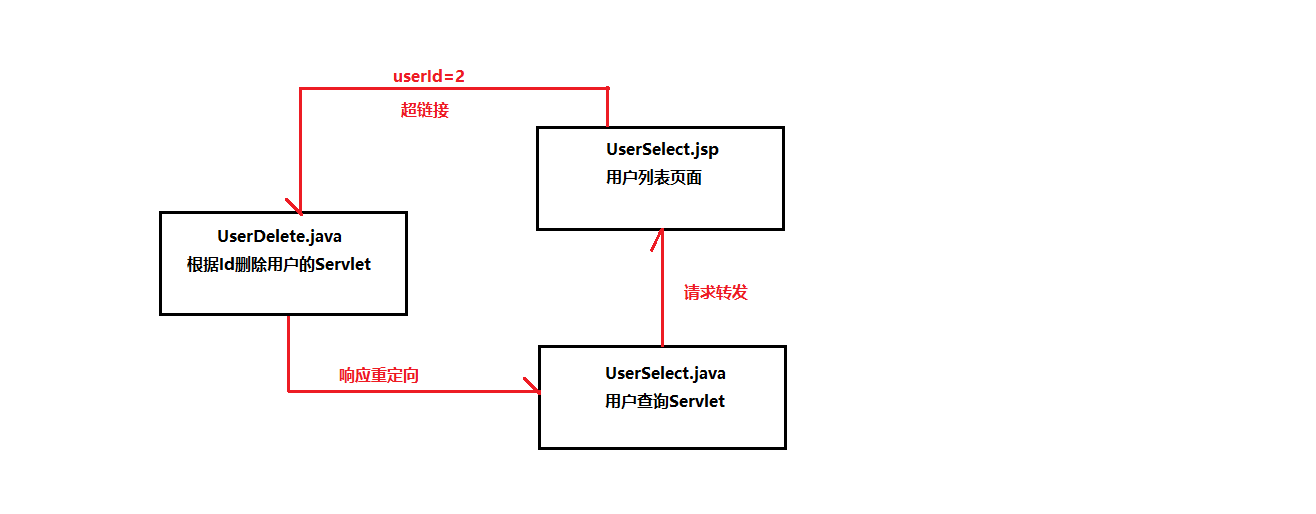 userId=2
超链接
UserSelect.jsp
用户列表页面
UserDelete.java
根据Id删除用户的Servlet
请求转发
响应重定向
UserSelect.java
用户查询Servlet